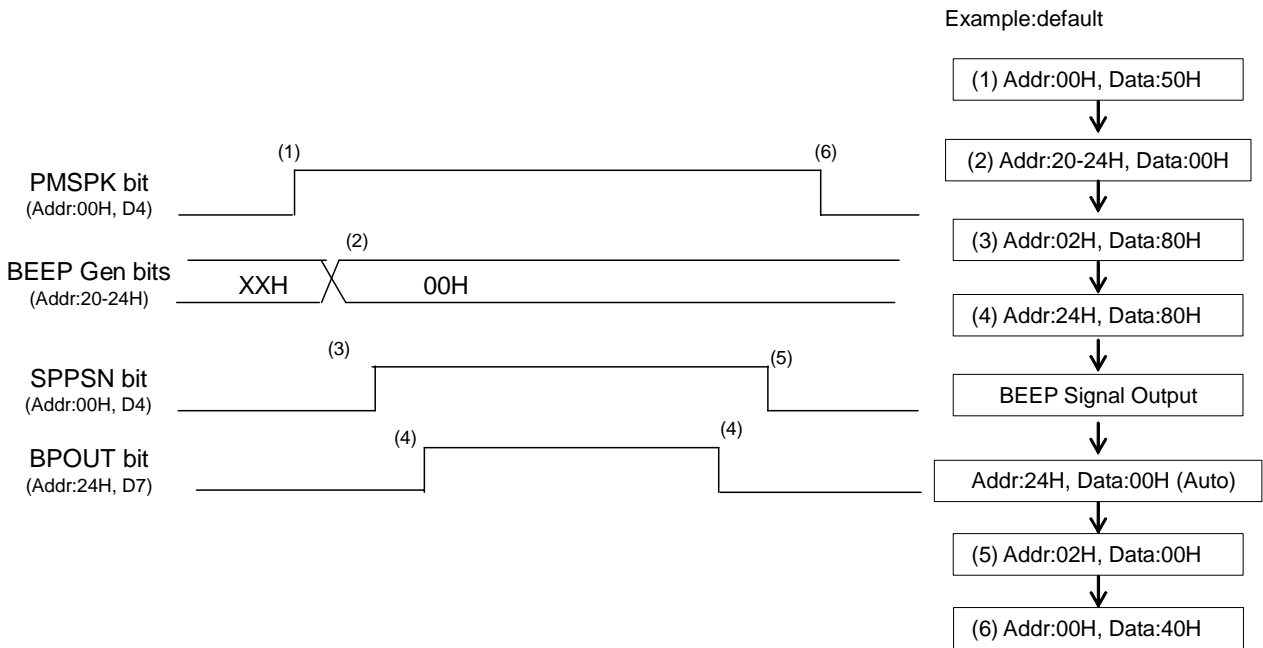 Example:default
(1) Addr:00H, Data:50H
(2) Addr:20-24H, Data:00H
(3) Addr:02H, Data:80H
(4) Addr:24H, Data:80H
BEEP Signal Output
Addr:24H, Data:00H (Auto)
(5) Addr:02H, Data:00H
(6) Addr:00H, Data:40H
(1)
(6)
PMSPK bit
(Addr:00H, D4)
(2)
BEEP Gen bits
(Addr:20-24H)
XXH
00H
(3)
(5)
SPPSN bit
(Addr:00H, D4)
(4)
(4)
BPOUT bit
(Addr:24H, D7)